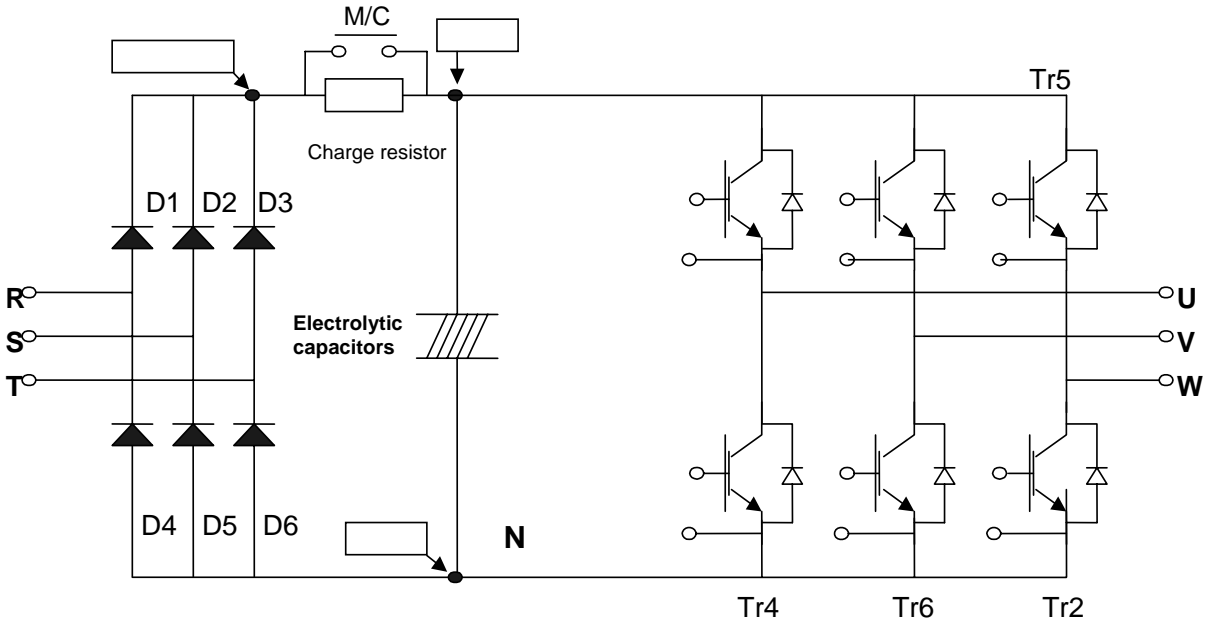 M/C
Tr5
Charge resistor
D1 D2 D3
R
S
T
Electrolytic
capacitors
U
V
W
D4 D5 D6
N
Tr4 Tr6 Tr2